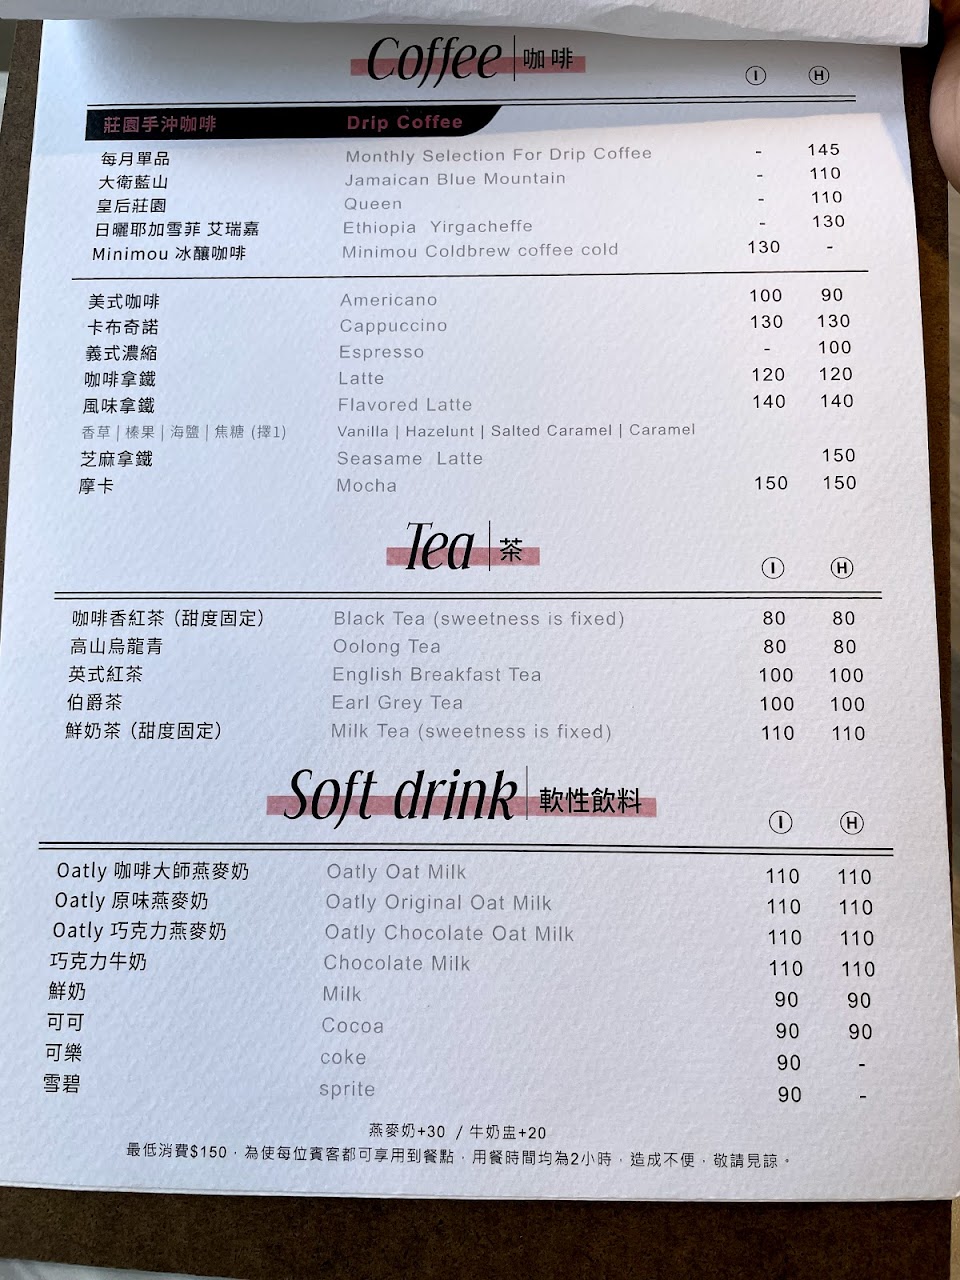 Coffee | 咖啡 Ⓘ Ⓗ
莊園手沖咖啡 Drip Coffee
每月單品 Monthly Selection For Drip Coffee - 145
大衛藍山 Jamaican Blue Mountain - 110
皇后莊園 Queen - 110
日曬耶加雪菲 艾瑞嘉 Ethiopia Yirgacheffe - 130
Minimou 冰釀咖啡 Minimou Coldbrew coffee cold 130 -
美式咖啡 Americano 100 90
卡布奇諾 Cappuccino 130 130
義式濃縮 Espresso - 100
咖啡拿鐵 Latte 120 120
風味拿鐵 Flavored Latte 140 140
香草 | 榛果 | 海鹽 | 焦糖 (擇1) Vanilla | Hazelunt | Salted Caramel | Caramel
芝麻拿鐵 Seasame Latte 150
摩卡 Mocha 150 150
Tea | 茶 Ⓘ Ⓗ
咖啡香紅茶（甜度固定） Black Tea (sweetness is fixed) 80 80
高山烏龍青 Oolong Tea 80 80
英式紅茶 English Breakfast Tea 100 100
伯爵茶 Earl Grey Tea 100 100
鮮奶茶（甜度固定） Milk Tea (sweetness is fixed) 110 110
Soft drink | 軟性飲料 Ⓘ Ⓗ
Oatly 咖啡大師燕麥奶 Oatly Oat Milk 110 110
Oatly 原味燕麥奶 Oatly Original Oat Milk 110 110
Oatly 巧克力燕麥奶 Oatly Chocolate Oat Milk 110 110
巧克力牛奶 Chocolate Milk 110 110
鮮奶 Milk 90 90
可可 Cocoa 90 90
可樂 coke 90 -
雪碧 sprite 90 -
燕麥奶+30 / 牛奶盅+20
最低消費$150．為使每位賓客都可享用到餐點．用餐時間均為2小時．造成不便．敬請見諒。